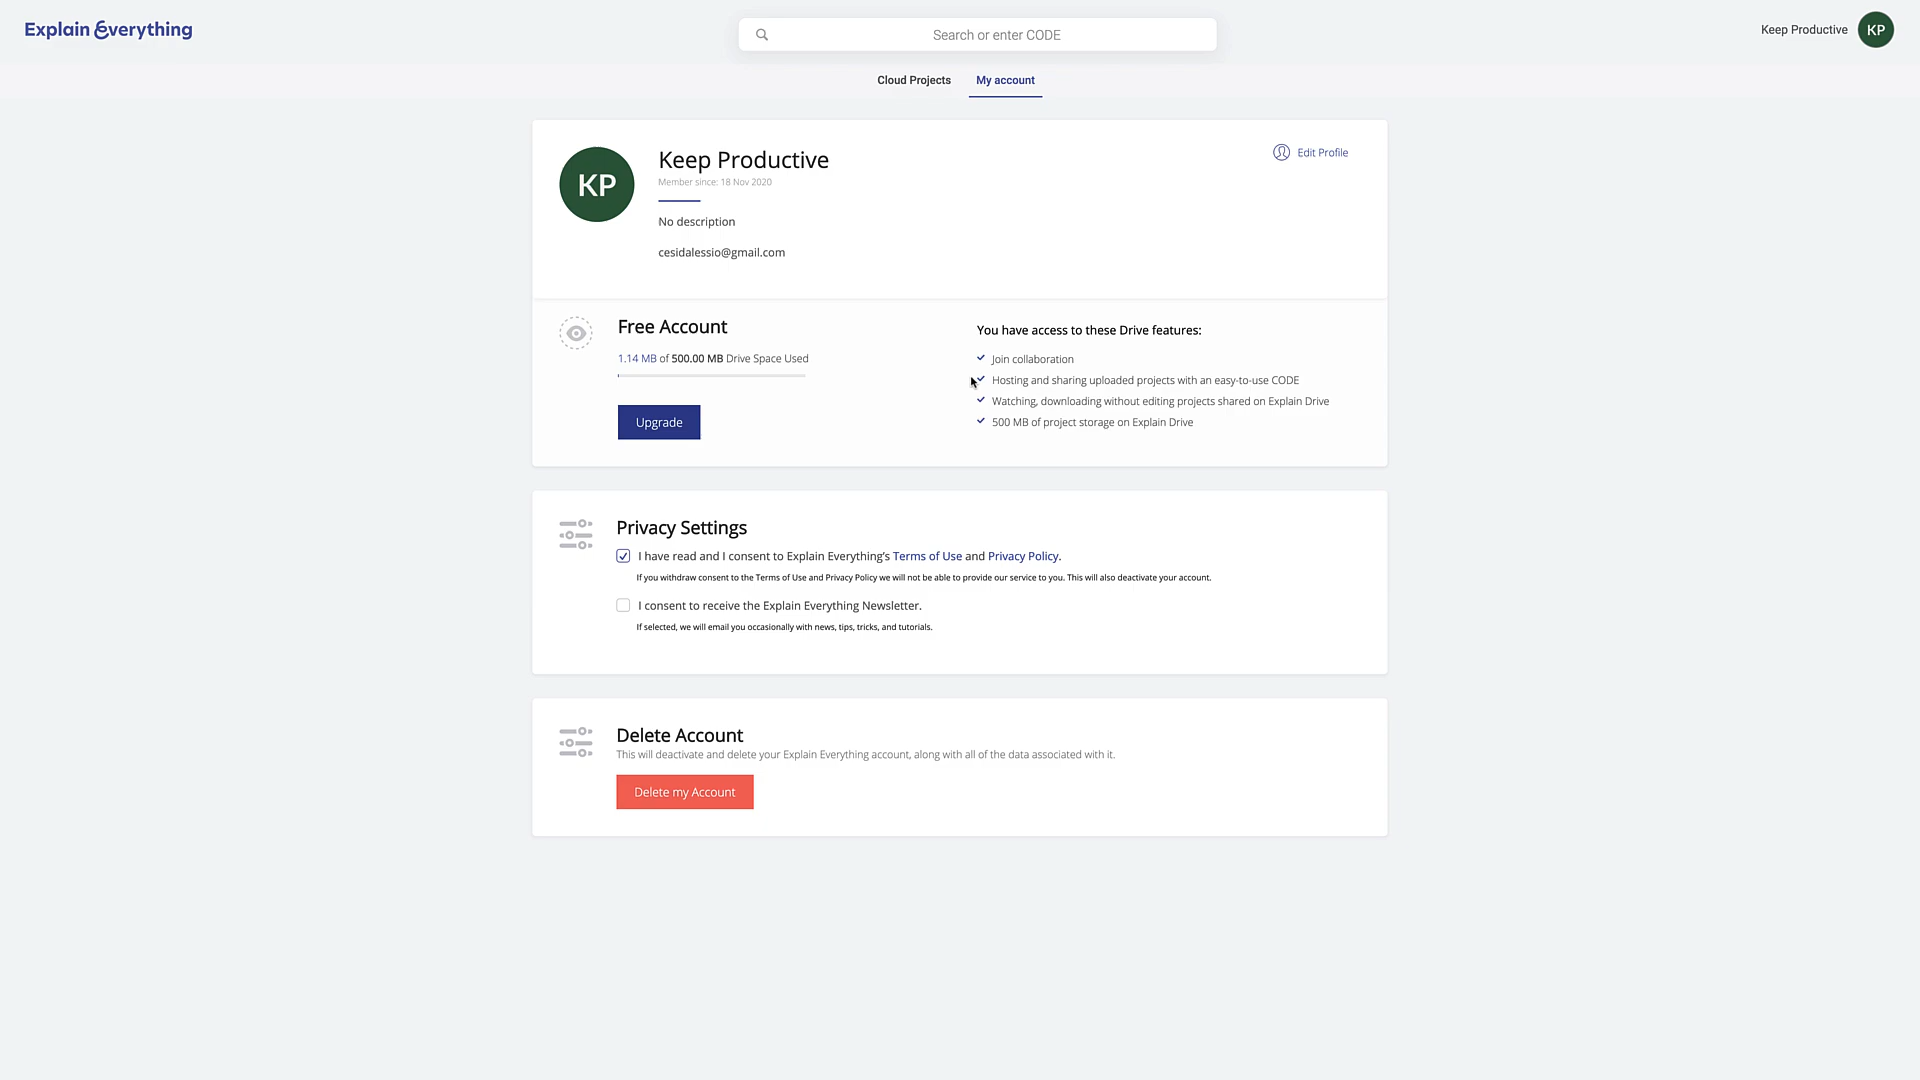 Explain Everything
Search or enter CODE
Keep Productive
KP
Cloud Projects
My account
KP
Keep Productive
Member since: 18 Nov 2020
No description
cesidalessio@gmail.com
Edit Profile
Free Account
1.14 MB of 500.00 MB Drive Space Used
Upgrade
You have access to these Drive features:
Join collaboration
Hosting and sharing uploaded projects with an easy-to-use CODE
Watching, downloading without editing projects shared on Explain Drive
500 MB of project storage on Explain Drive
Privacy Settings
I have read and I consent to Explain Everything's Terms of Use and Privacy Policy.
If you withdraw consent to the Terms of Use and Privacy Policy we will not be able to provide our service to you. This will also deactivate your account.
I consent to receive the Explain Everything Newsletter.
If selected, we will email you occasionally with news, tips, tricks, and tutorials.
Delete Account
This will deactivate and delete your Explain Everything account, along with all of the data associated with it.
Delete my Account